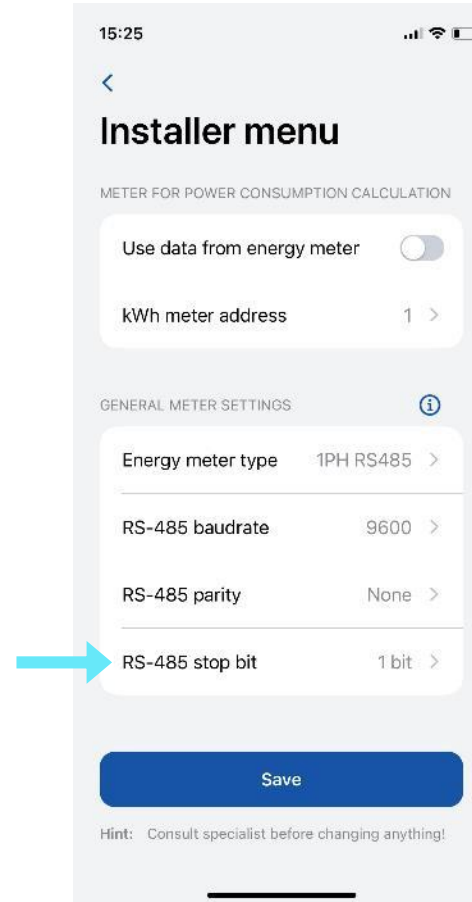 15:25
Installer menu
METER FOR POWER CONSUMPTION CALCULATION
Use data from energy meter
kWh meter address 1
GENERAL METER SETTINGS
Energy meter type 1PH RS485
RS-485 baudrate 9600
RS-485 parity None
RS-485 stop bit 1 bit
Save
Hint: Consult specialist before changing anything!